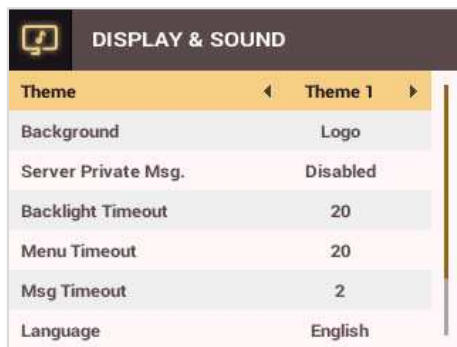 DISPLAY & SOUND
Theme Theme 1
Background Logo
Server Private Msg. Disabled
Backlight Timeout 20
Menu Timeout 20
Msg Timeout 2
Language English